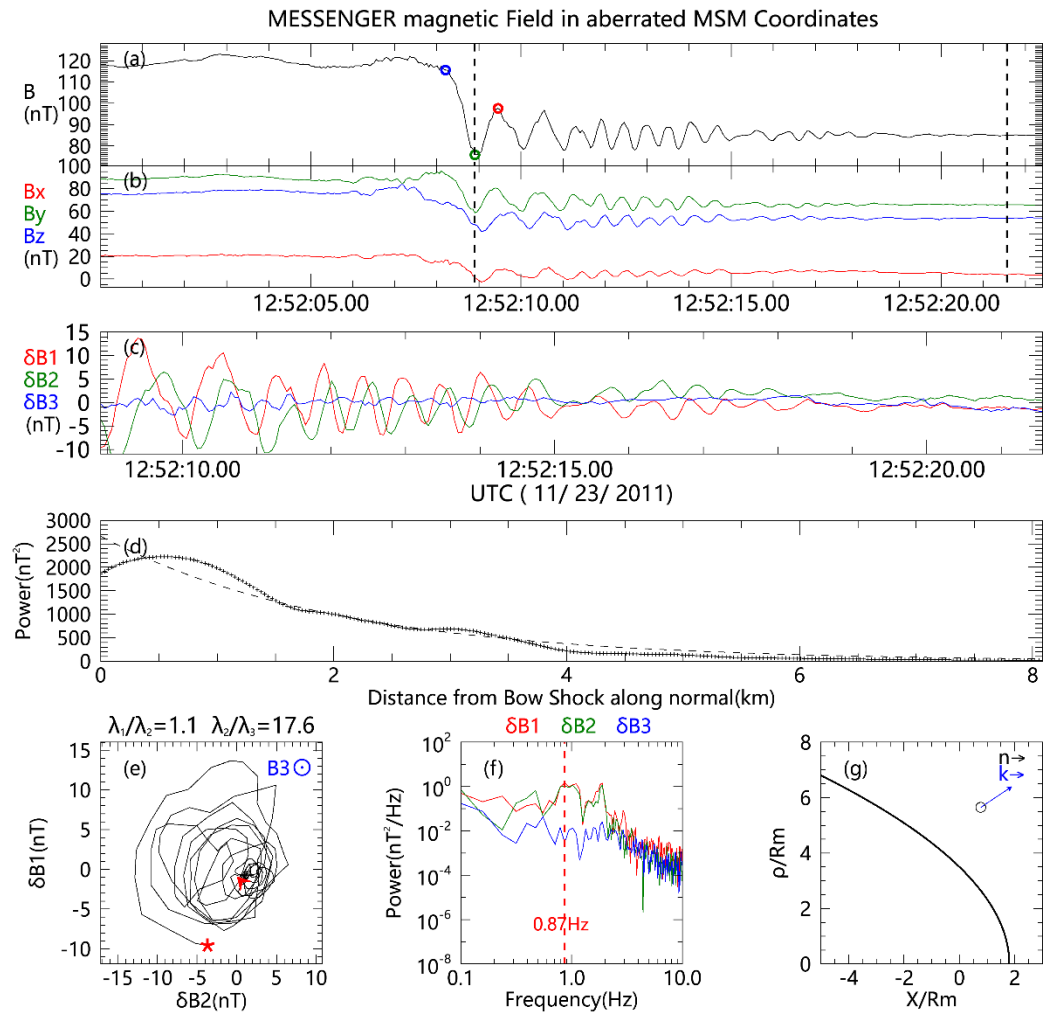 MESSENGER magnetic Field in aberrated MSM Coordinates
(a)
B
(nT)
120
100
80
(b)
Bx
By
Bz
(nT)
100
80
60
40
20
0
12:52:05.00 12:52:10.00 12:52:15.00 12:52:20.00
(c)
δB1
δB2
δB3
(nT)
15
10
5
0
-5
-10
12:52:10.00 12:52:15.00 12:52:20.00
UTC ( 11/ 23/ 2011)
(d)
Power(nT²)
3000
2500
2000
1500
1000
500
0
0 2 4 6 8
Distance from Bow Shock along normal(km)
λ₁/λ₂=1.1 λ₂/λ₃=17.6
(e)
B3
δB1(nT)
15
10
5
0
-5
-10
-15 -10 -5 0 5 10
δB2(nT)
δB1 δB2 δB3
(f)
Power(nT²/Hz)
10²
10⁰
10⁻²
10⁻⁴
10⁻⁶
10⁻⁸
0.87Hz
0.1 1.0 10.0
Frequency(Hz)
(g)
n→
k→
ρ/Rm
8
6
4
2
0
-4 -2 0 2
X/Rm